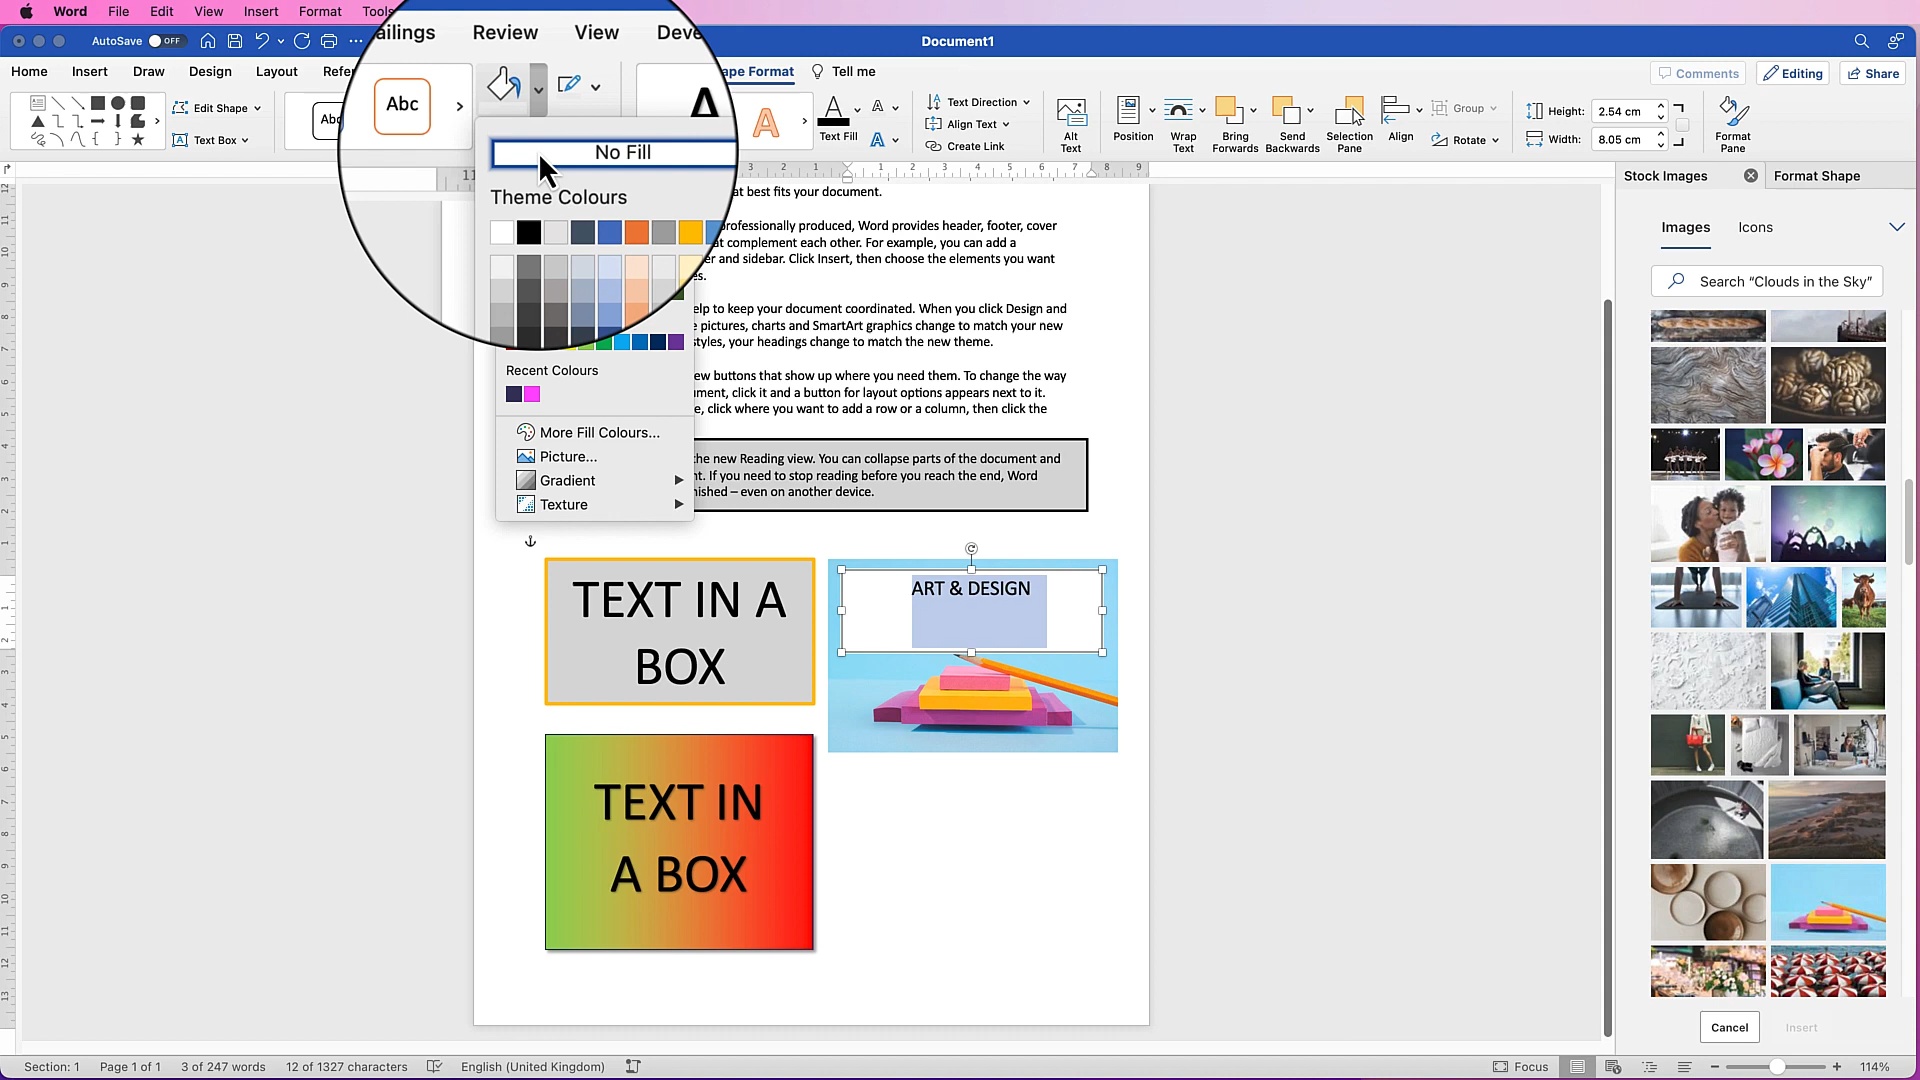 Word File Edit View Insert Format Tools
AutoSave OFF
Document1
ailings Review View Deve
Home Insert Draw Design Layout Refer
ape Format Tell me
Comments Editing Share
Edit Shape
Text Box
Abc
Abc
Text Fill
Text Direction
Align Text
Create Link
Alt Text
Position
Wrap Text
Bring Forwards
Send Backwards
Selection Pane
Align
Group
Rotate
Height: 2.54 cm
Width: 8.05 cm
Format Pane
No Fill
Theme Colours
Recent Colours
More Fill Colours...
Picture...
Gradient
Texture
at best fits your document.
rofessionally produced, Word provides header, footer, cover
at complement each other. For example, you can add a
er and sidebar. Click Insert, then choose the elements you want
es.
elp to keep your document coordinated. When you click Design and
e pictures, charts and SmartArt graphics change to match your new
styles, your headings change to match the new theme.
ew buttons that show up where you need them. To change the way
ument, click it and a button for layout options appears next to it.
e, click where you want to add a row or a column, then click the
the new Reading view. You can collapse parts of the document and
nt. If you need to stop reading before you reach the end, Word
nished – even on another device.
TEXT IN A
BOX
ART & DESIGN
TEXT IN
A BOX
Stock Images Format Shape
Images Icons
Search “Clouds in the Sky”
Cancel Insert
Section: 1 Page 1 of 1 3 of 247 words 12 of 1327 characters English (United Kingdom) Focus 114%